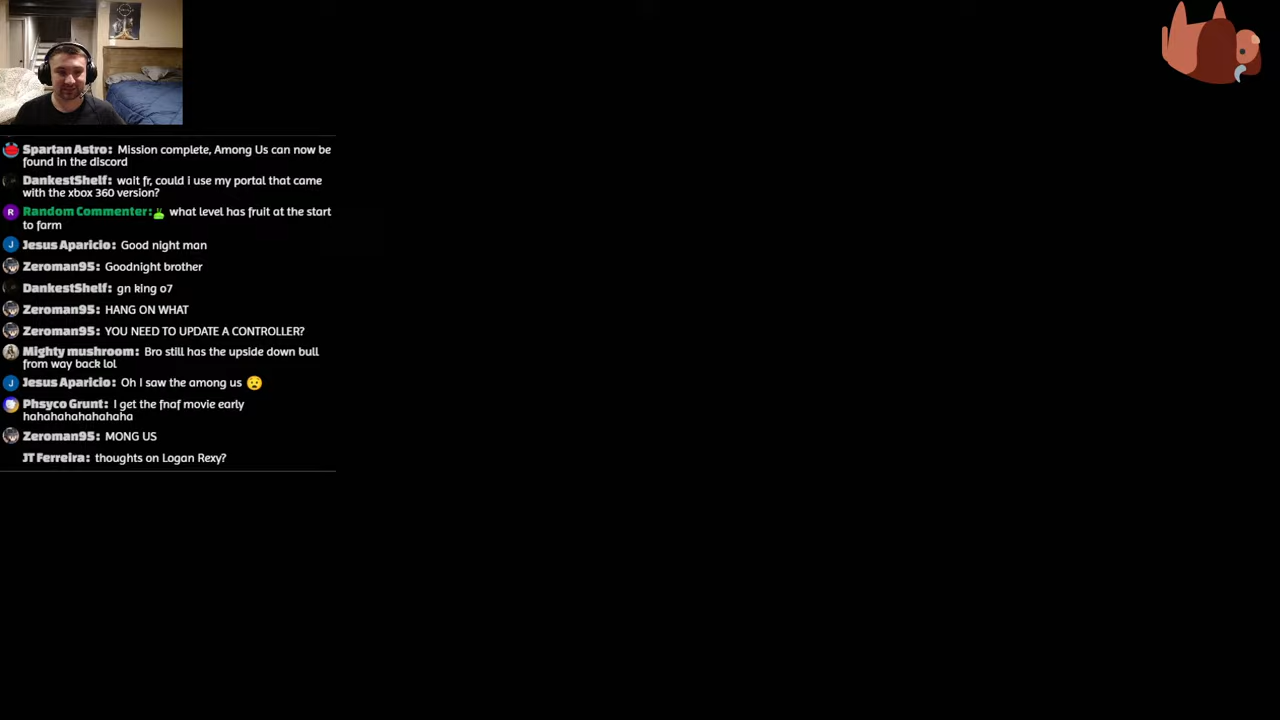 Spartan Astro: Mission complete, Among Us can now be
found in the discord
DankestShelf: wait fr, could i use my portal that came
with the xbox 360 version?
R Random Commenter: what level has fruit at the start
to farm
J Jesus Aparicio: Good night man
Zeroman95: Goodnight brother
DankestShelf: gn king o7
Zeroman95: HANG ON WHAT
Zeroman95: YOU NEED TO UPDATE A CONTROLLER?
Mighty mushroom: Bro still has the upside down bull
from way back lol
J Jesus Aparicio: Oh I saw the among us 😧
Phsyco Grunt: I get the fnaf movie early
hahahahahahaha
Zeroman95: MONG US
JT Ferreira: thoughts on Logan Rexy?